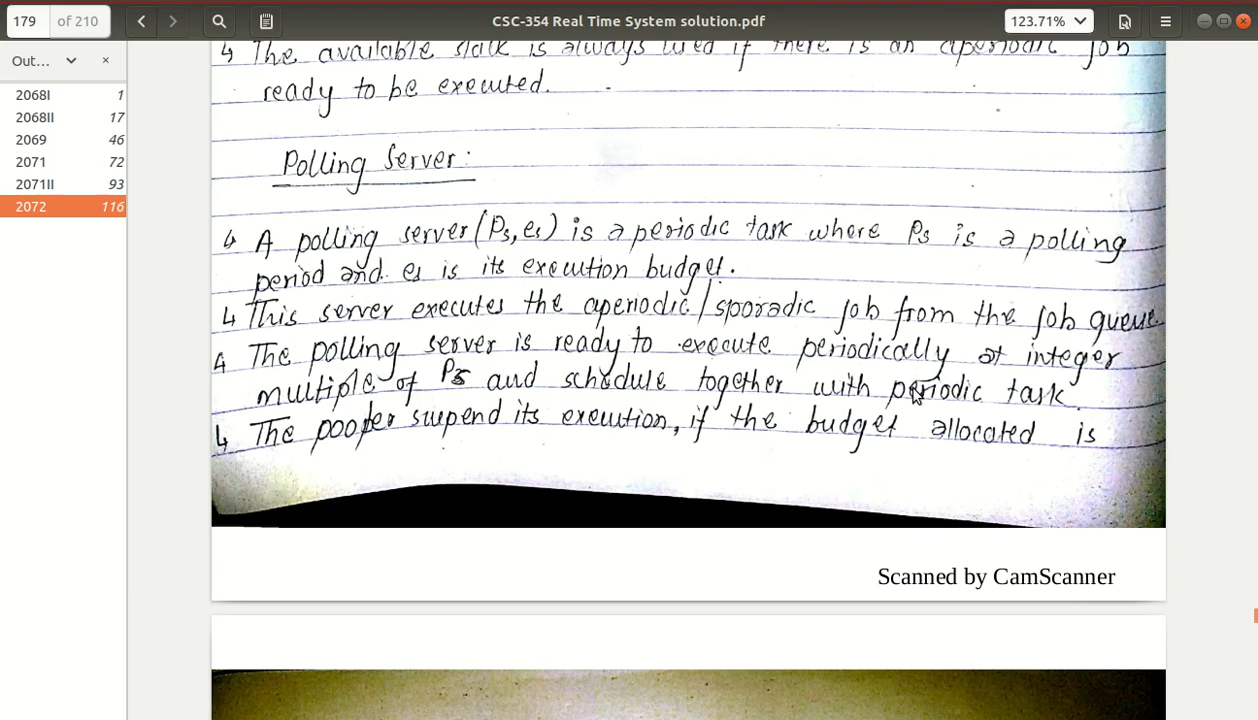 179 of 210 CSC-354 Real Time System solution.pdf 123.71%
Out...
2068I 1
2068II 17
2069 46
2071 72
2071II 93
2072 116
The available slack is always used if there is an aperiodic job
ready to be executed.
Polling Server:
A polling server (Ps, es) is a periodic task where Ps is a polling
period and es is its execution budget.
This server executes the aperiodic/sporadic job from the job queue
The polling server is ready to execute periodically at integer
multiple of Ps and schedule together with periodic task.
The pooper suspend its execution, if the budget allocated is
Scanned by CamScanner